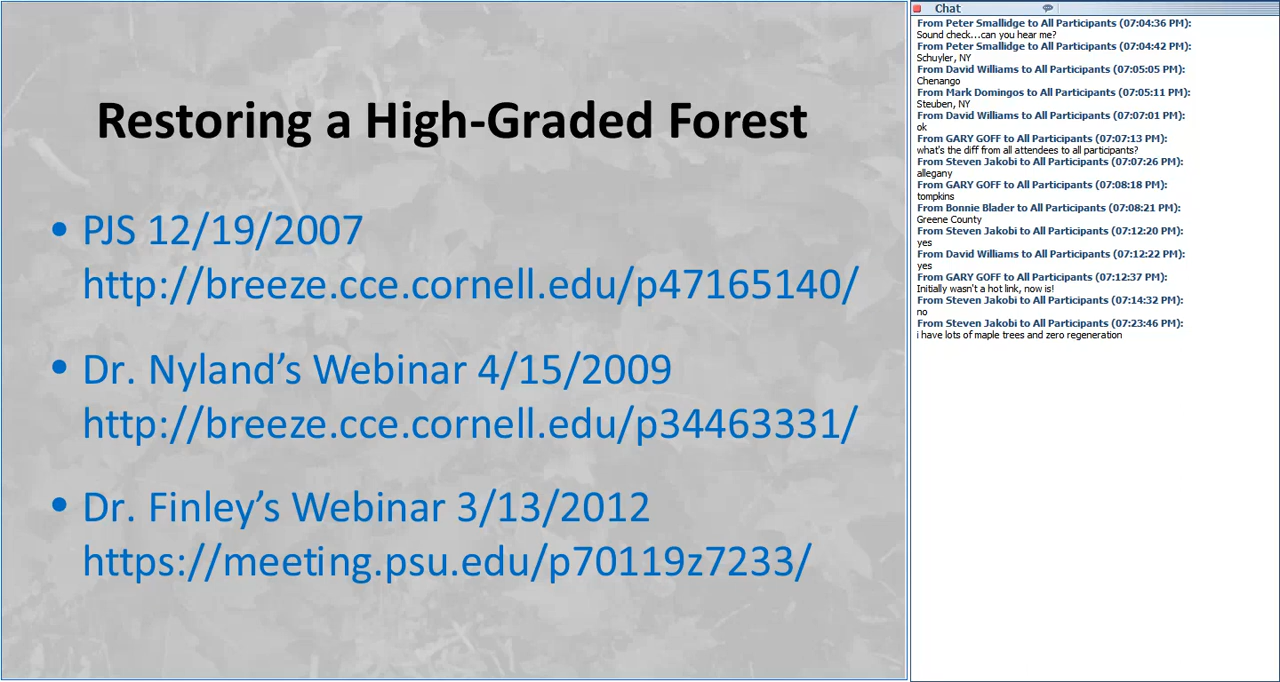 Restoring a High-Graded Forest
• PJS 12/19/2007
http://breeze.cce.cornell.edu/p47165140/
• Dr. Nyland’s Webinar 4/15/2009
http://breeze.cce.cornell.edu/p34463331/
• Dr. Finley’s Webinar 3/13/2012
https://meeting.psu.edu/p70119z7233/
Chat
From Peter Smallidge to All Participants (07:04:36 PM):
Sound check...can you hear me?
From Peter Smallidge to All Participants (07:04:42 PM):
Schuyler, NY
From David Williams to All Participants (07:05:05 PM):
Chenango
From Mark Domingos to All Participants (07:05:11 PM):
Steuben, NY
From David Williams to All Participants (07:07:01 PM):
ok
From GARY GOFF to All Participants (07:07:13 PM):
what's the diff from all attendees to all participants?
From Steven Jakobi to All Participants (07:07:26 PM):
allegany
From GARY GOFF to All Participants (07:08:18 PM):
tompkins
From Bonnie Blader to All Participants (07:08:21 PM):
Greene County
From Steven Jakobi to All Participants (07:12:20 PM):
yes
From David Williams to All Participants (07:12:22 PM):
yes
From GARY GOFF to All Participants (07:12:37 PM):
Initially wasn't a hot link, now is!
From Steven Jakobi to All Participants (07:14:32 PM):
no
From Steven Jakobi to All Participants (07:23:46 PM):
i have lots of maple trees and zero regeneration